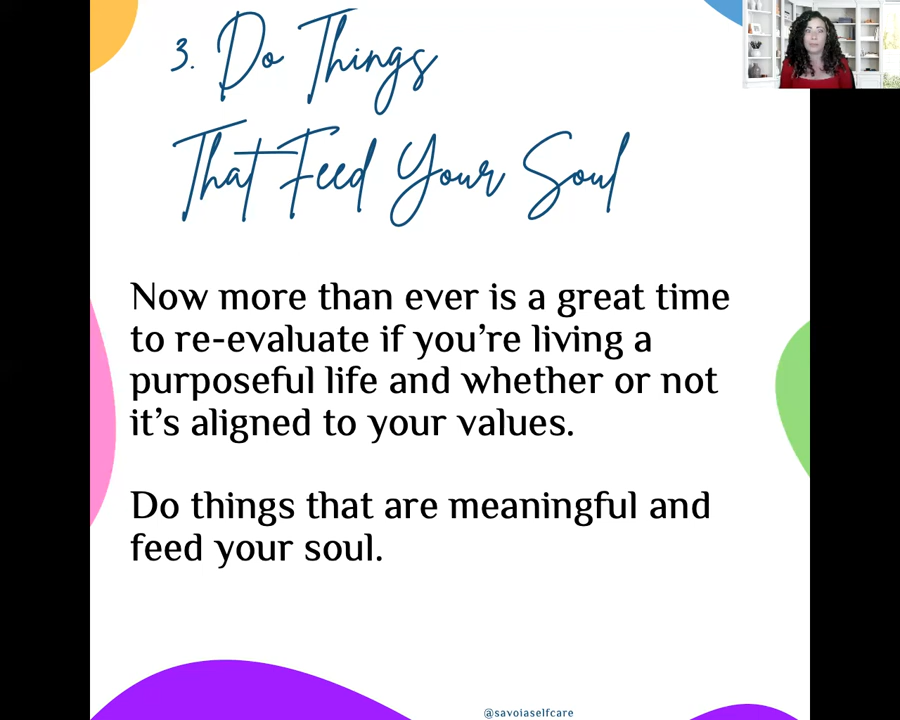 3. Do Things
That Feed Your Soul
Now more than ever is a great time
to re-evaluate if you’re living a
purposeful life and whether or not
it’s aligned to your values.
Do things that are meaningful and
feed your soul.
@savoiaselfcare